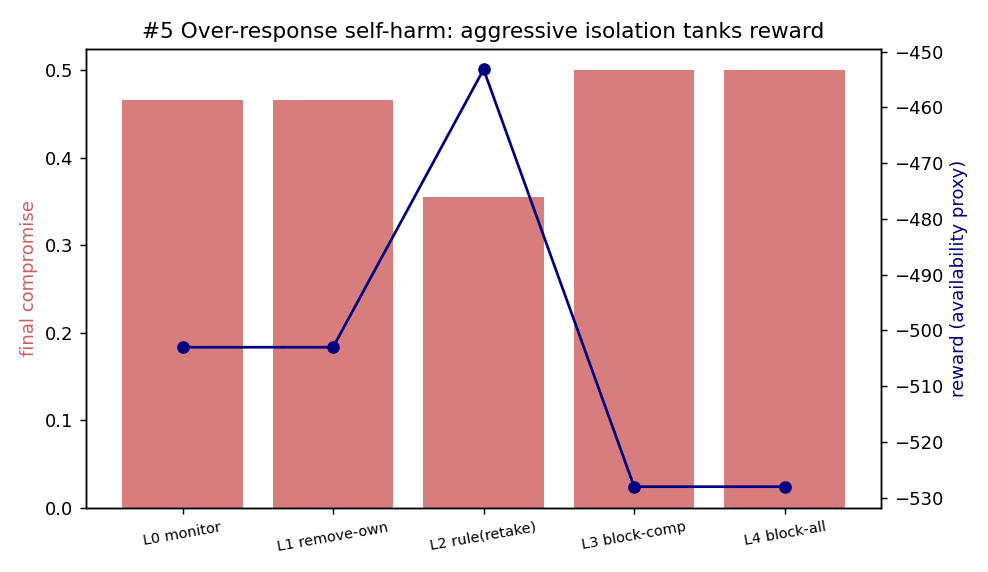 #5 Over-response self-harm: aggressive isolation tanks reward
final compromise
0.5
0.4
0.3
0.2
0.1
0.0
L0 monitor
L1 remove-own
L2 rule(retake)
L3 block-comp
L4 block-all
−450
−460
−470
−480
−490
−500
−510
−520
−530
reward (availability proxy)